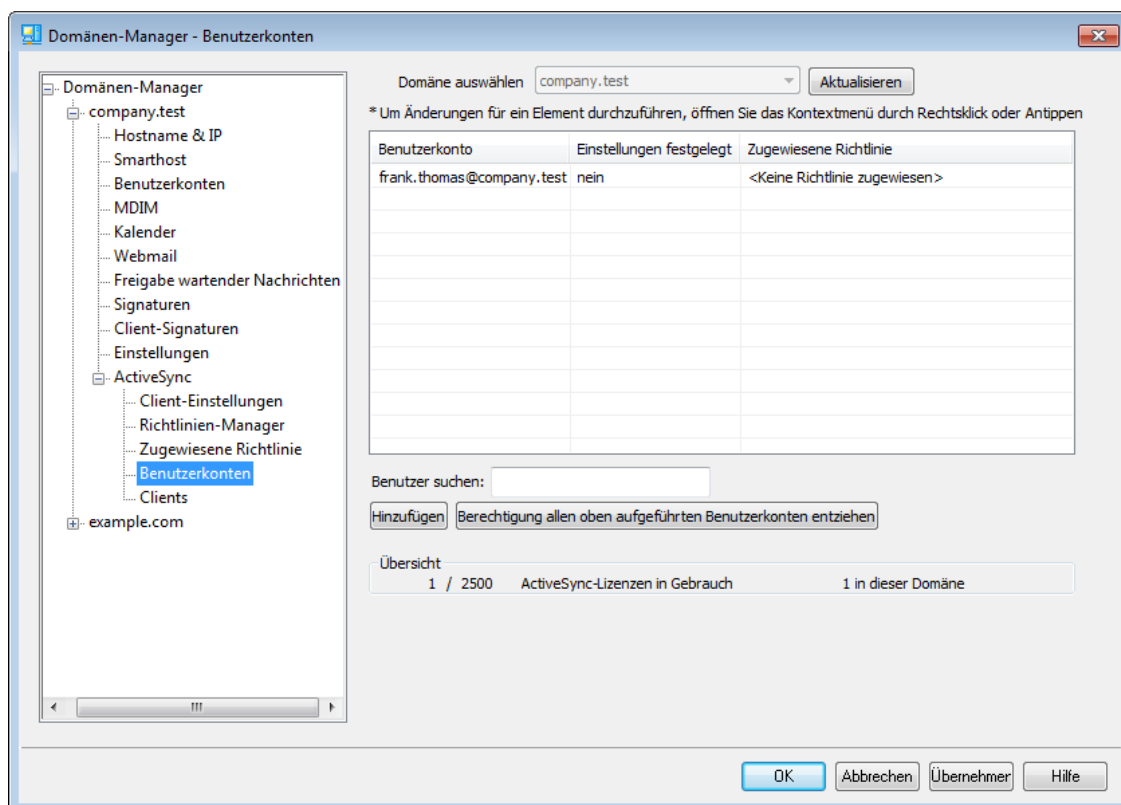 Domänen-Manager - Benutzerkonten
Domänen-Manager
company.test
Hostname & IP
Smarthost
Benutzerkonten
MDIM
Kalender
Webmail
Freigabe wartender Nachrichten
Signaturen
Client-Signaturen
Einstellungen
ActiveSync
Client-Einstellungen
Richtlinien-Manager
Zugewiesene Richtlinie
Benutzerkonten
Clients
example.com
Domäne auswählen company.test Aktualisieren
* Um Änderungen für ein Element durchzuführen, öffnen Sie das Kontextmenü durch Rechtsklick oder Antippen
Benutzerkonto Einstellungen festgelegt Zugewiesene Richtlinie
frank.thomas@company.test nein <Keine Richtlinie zugewiesen>
Benutzer suchen:
Hinzufügen Berechtigung allen oben aufgeführten Benutzerkonten entziehen
Übersicht
1 / 2500 ActiveSync-Lizenzen in Gebrauch 1 in dieser Domäne
OK Abbrechen Übernehmer Hilfe